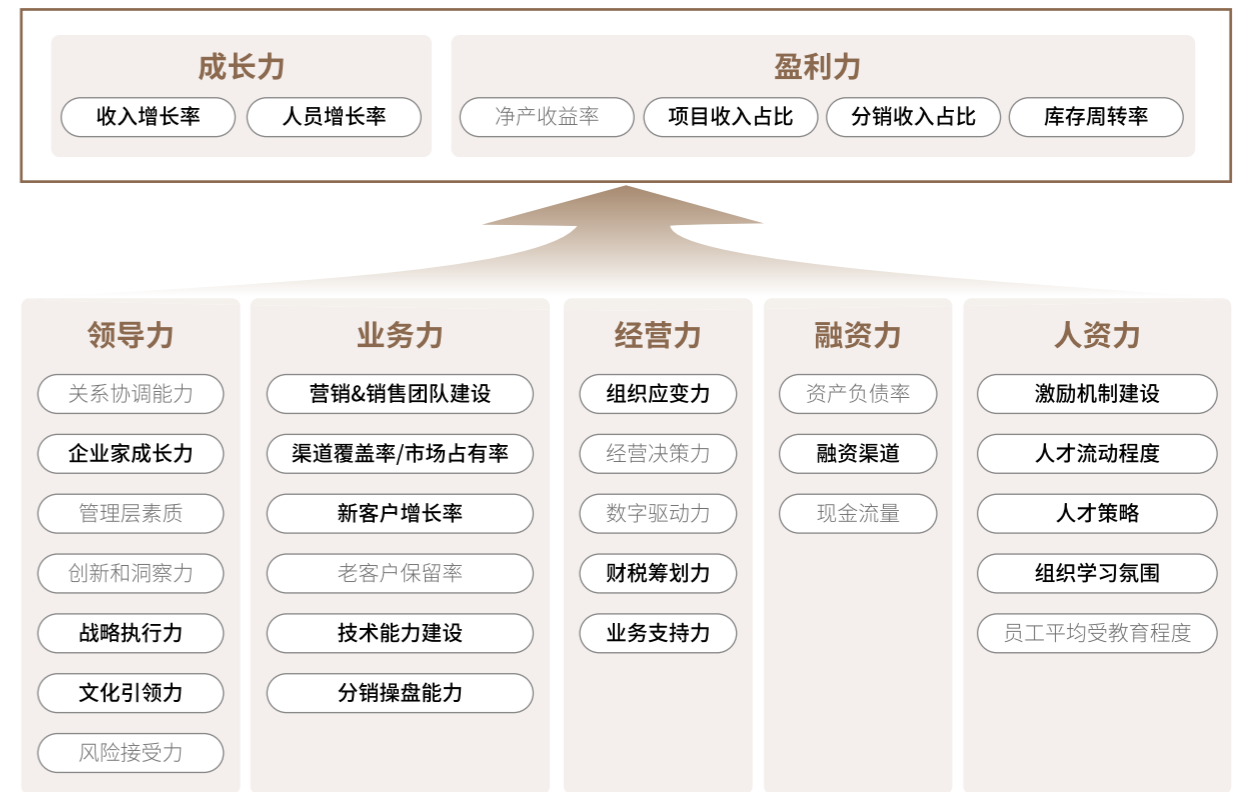 成长力
收入增长率
人员增长率
盈利力
净产收益率
项目收入占比
分销收入占比
库存周转率
领导力
关系协调能力
企业家成长力
管理层素质
创新和洞察力
战略执行力
文化引领力
风险接受力
业务力
营销&销售团队建设
渠道覆盖率/市场占有率
新客户增长率
老客户保留率
技术能力建设
分销操盘能力
经营力
组织应变力
经营决策力
数字驱动力
财税筹划力
业务支持力
融资力
资产负债率
融资渠道
现金流量
人资力
激励机制建设
人才流动程度
人才策略
组织学习氛围
员工平均受教育程度